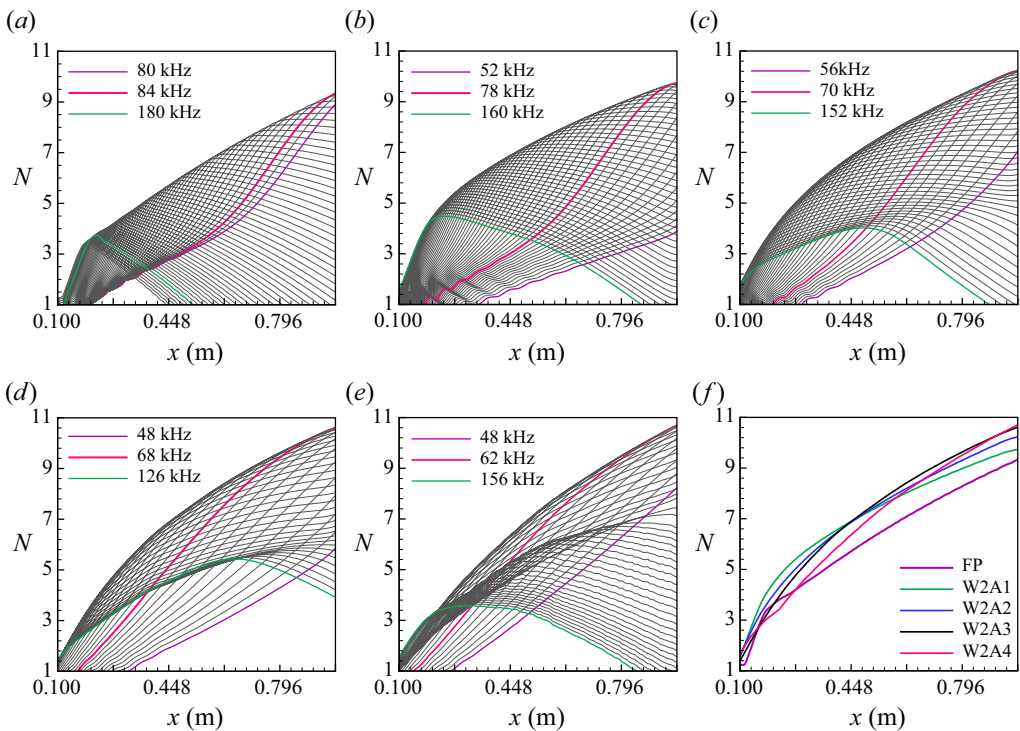 (a)
11
9
7
N
5
3
1
80 kHz
84 kHz
180 kHz
0.100 0.448 0.796
x (m)
(b)
11
9
7
N
5
3
1
52 kHz
78 kHz
160 kHz
0.100 0.448 0.796
x (m)
(c)
11
9
7
N
5
3
1
56kHz
70 kHz
152 kHz
0.100 0.448 0.796
x (m)
(d)
11
9
7
N
5
3
1
48 kHz
68 kHz
126 kHz
0.100 0.448 0.796
x (m)
(e)
11
9
7
N
5
3
1
48 kHz
62 kHz
156 kHz
0.100 0.448 0.796
x (m)
(f)
11
9
7
N
5
3
1
FP
W2A1
W2A2
W2A3
W2A4
0.100 0.448 0.796
x (m)